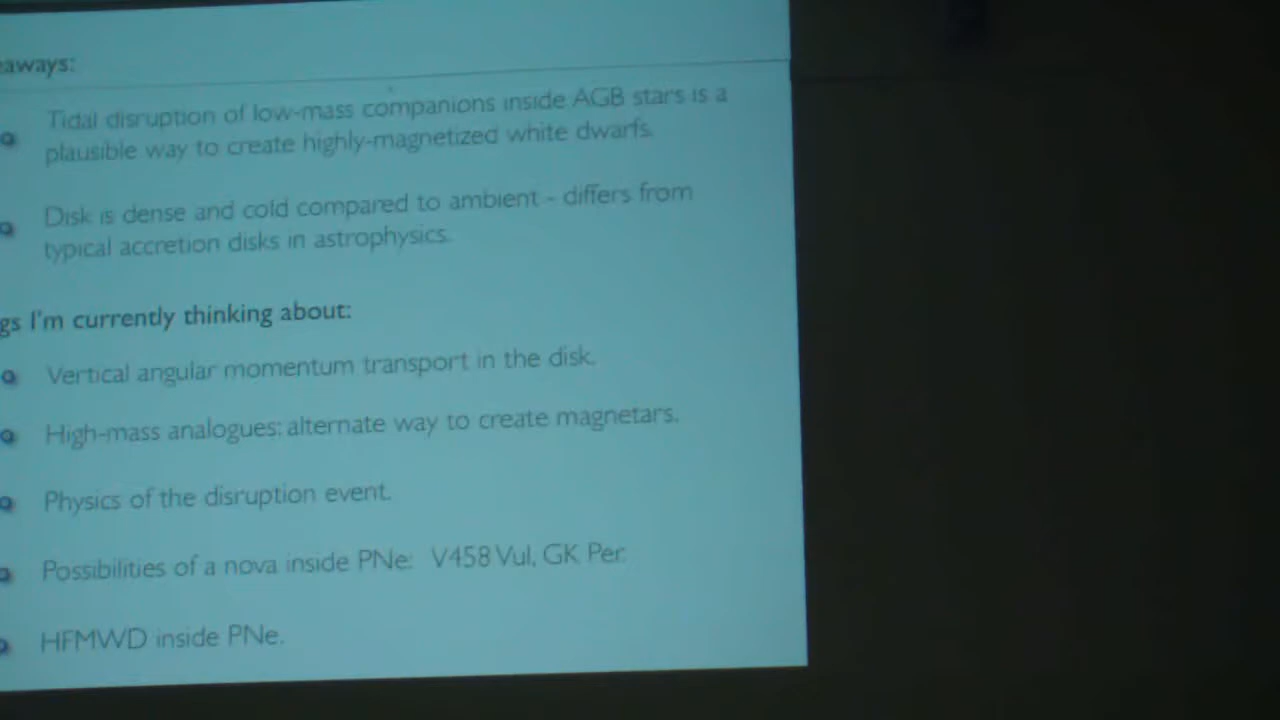 eaways:
Tidal disruption of low-mass companions inside AGB stars is a
plausible way to create highly-magnetized white dwarfs.
Disk is dense and cold compared to ambient - differs from
typical accretion disks in astrophysics.
gs I'm currently thinking about:
Vertical angular momentum transport in the disk.
High-mass analogues: alternate way to create magnetars.
Physics of the disruption event.
Possibilities of a nova inside PNe: V458 Vul, GK Per.
HFMWD inside PNe.